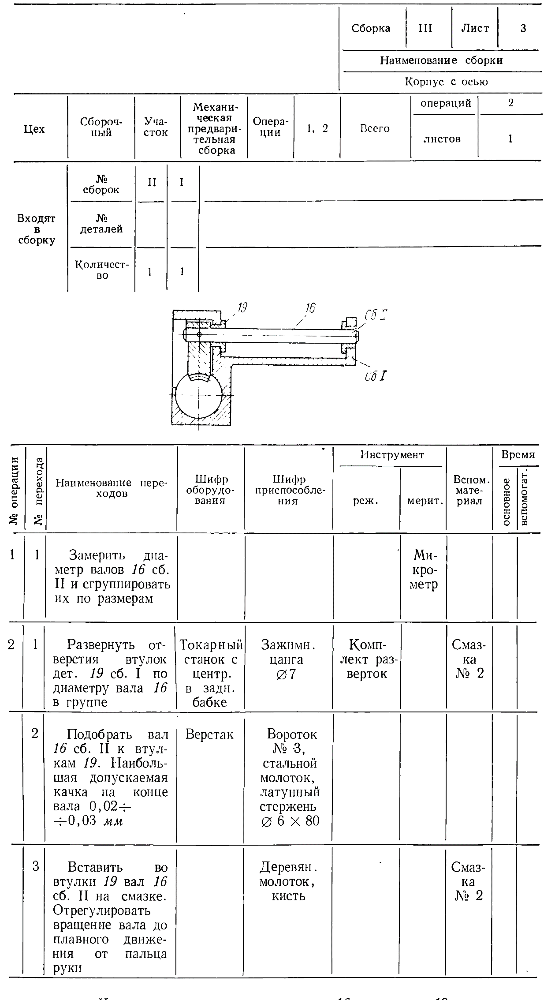 Сборка III Лист 3
Наименование сборки
Корпус с осью
Цех
Сбороч-
ный
Уча-
сток
Механи-
ческая
предвари-
тельная
сборка
Опера-
ции
1, 2
Всего
операций 2
листов 1
Входят
в
сборку
№
сборок
II I
№
деталей
Количест-
во
1 1
19 16 Сб II
Сб I
№ операции
№ перехода
Наименование пере-
ходов
Шифр
оборудо-
вания
Шифр
приспособле-
ния
Инструмент
реж. мерит.
Вспом.
мате-
риал
Время
основное
вспомогат.
1 1
Замерить диа-
метр валов 16 сб.
II и сгруппировать
их по размерам
Ми-
кро-
метр
2 1
Развернуть от-
верстия втулок
дет. 19 сб. I по
диаметру вала 16
в группе
Токарный
станок с
центр.
в задн.
бабке
Зажимн.
цанга
∅7
Комп-
лект раз-
верток
Смаз-
ка
№ 2
2
Подобрать вал
16 сб. II к втул-
кам 19. Наиболь-
шая допускаемая
качка на конце
вала 0,02÷
÷0,03 мм
Верстак
Вороток
№ 3,
стальной
молоток,
латунный
стержень
∅ 6 × 80
3
Вставить во
втулки 19 вал 16
сб. II на смазке.
Отрегулировать
вращение вала до
плавного движе-
ния от пальца
руки
Деревян.
молоток,
кисть
Смаз-
ка
№ 2